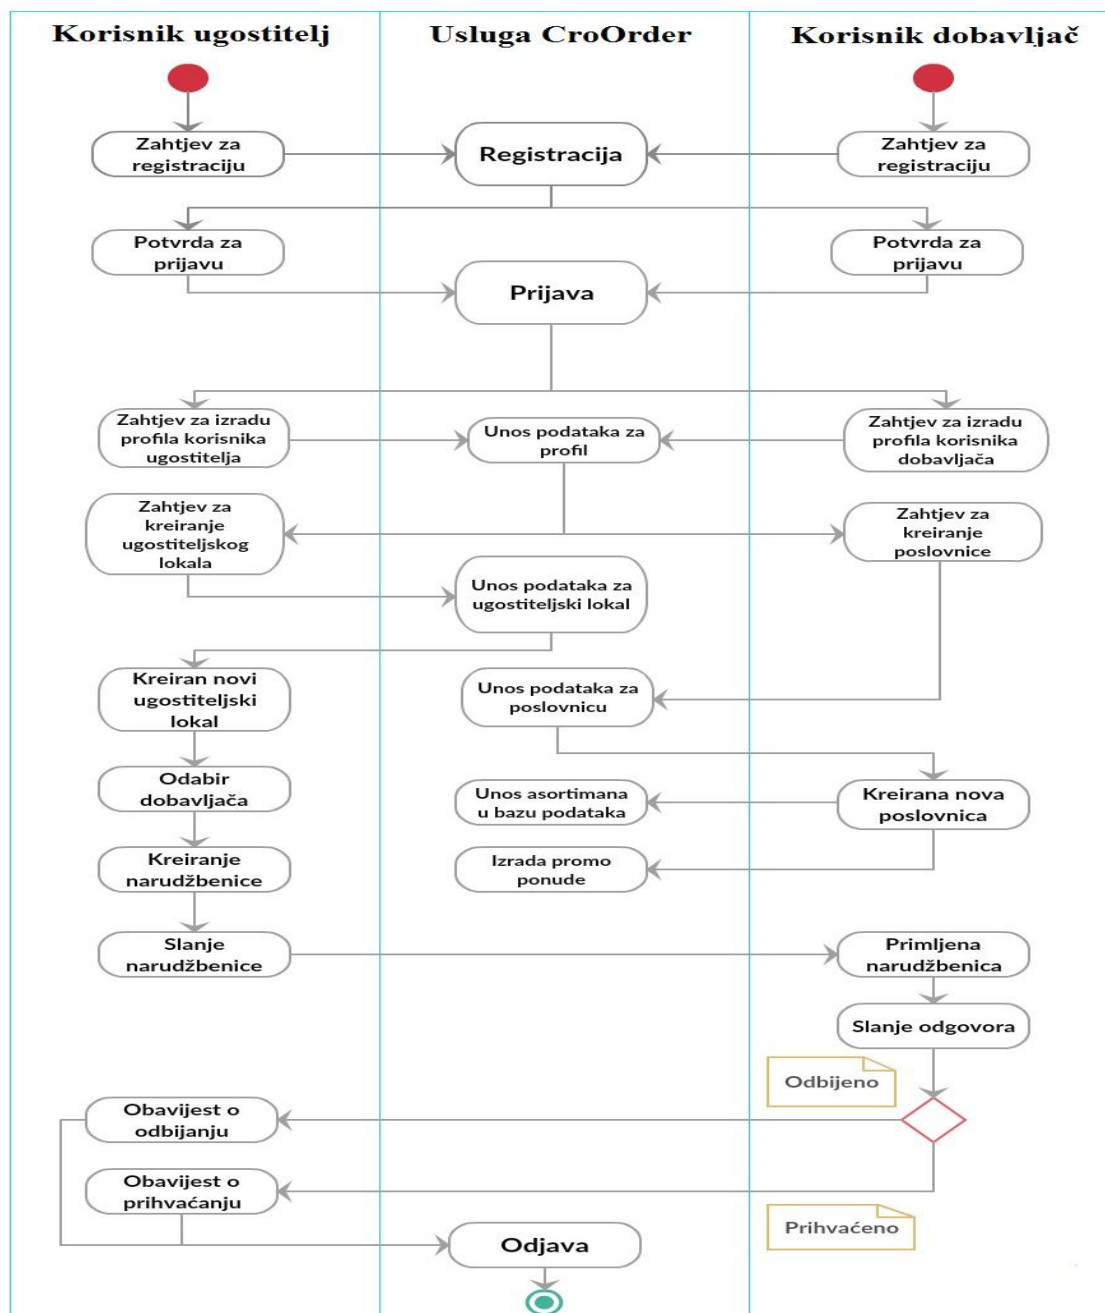 Korisnik ugostitelj
Usluga CroOrder
Korisnik dobavljač
Zahtjev za
registraciju
Registracija
Zahtjev za
registraciju
Potvrda za
prijavu
Potvrda za
prijavu
Prijava
Zahtjev za izradu
profila korisnika
ugostitelja
Unos podataka za
profil
Zahtjev za izradu
profila korisnika
dobavljača
Zahtjev za
kreiranje
ugostiteljskog
lokala
Zahtjev za
kreiranje
poslovnice
Unos podataka za
ugostiteljski lokal
Kreiran novi
ugostiteljski
lokal
Unos podataka za
poslovnicu
Odabir
dobavljača
Unos asortimana
u bazu podataka
Kreirana nova
poslovnica
Kreiranje
narudžbenice
Izrada promo
ponude
Slanje
narudžbenice
Primljena
narudžbenica
Slanje odgovora
Odbijeno
Obavijest o
odbijanju
Obavijest o
prihvaćanju
Prihvaćeno
Odjava